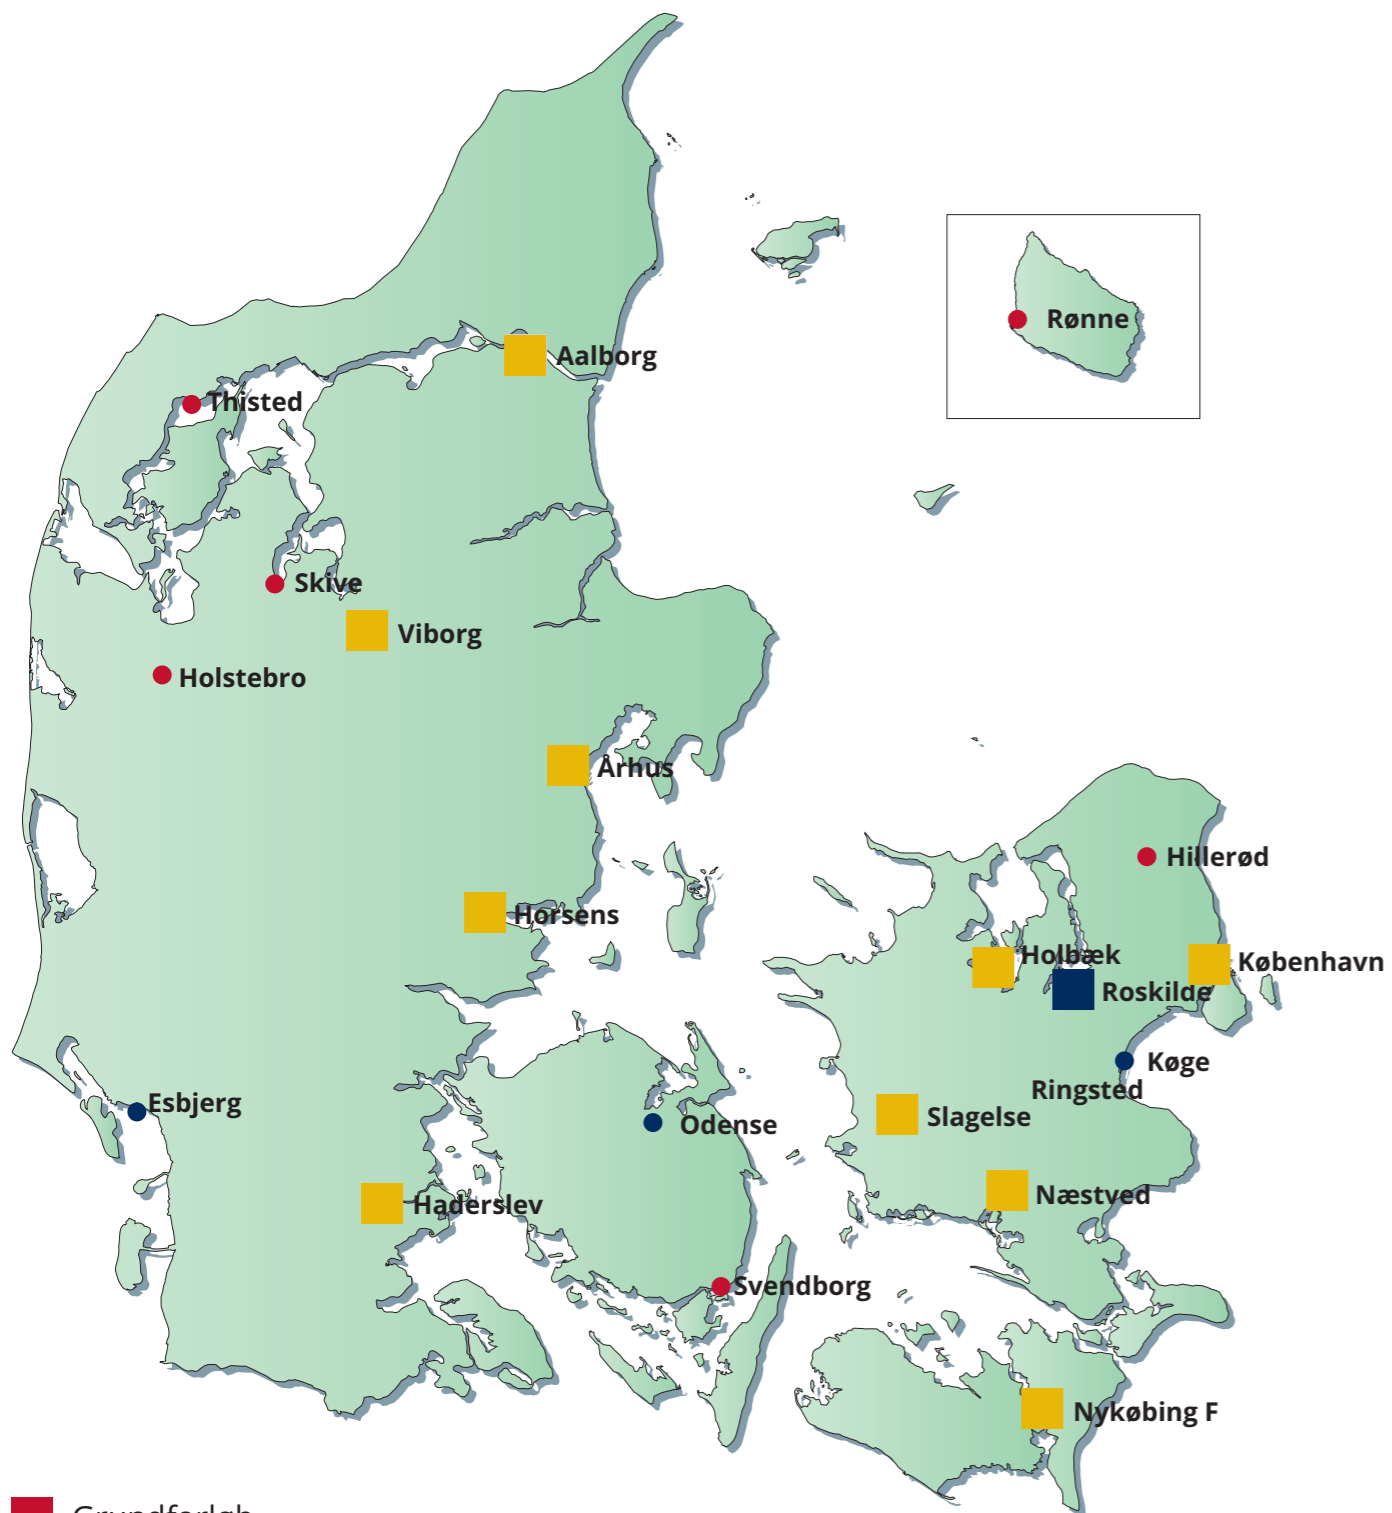 Rønne
Aalborg
Thisted
Skive
Viborg
Holstebro
Århus
Hillerød
Horsens
Holbæk
København
Roskilde
Køge
Ringsted
Esbjerg
Slagelse
Odense
Næstved
Haderslev
Svendborg
Nykøbing F
Grundforløb